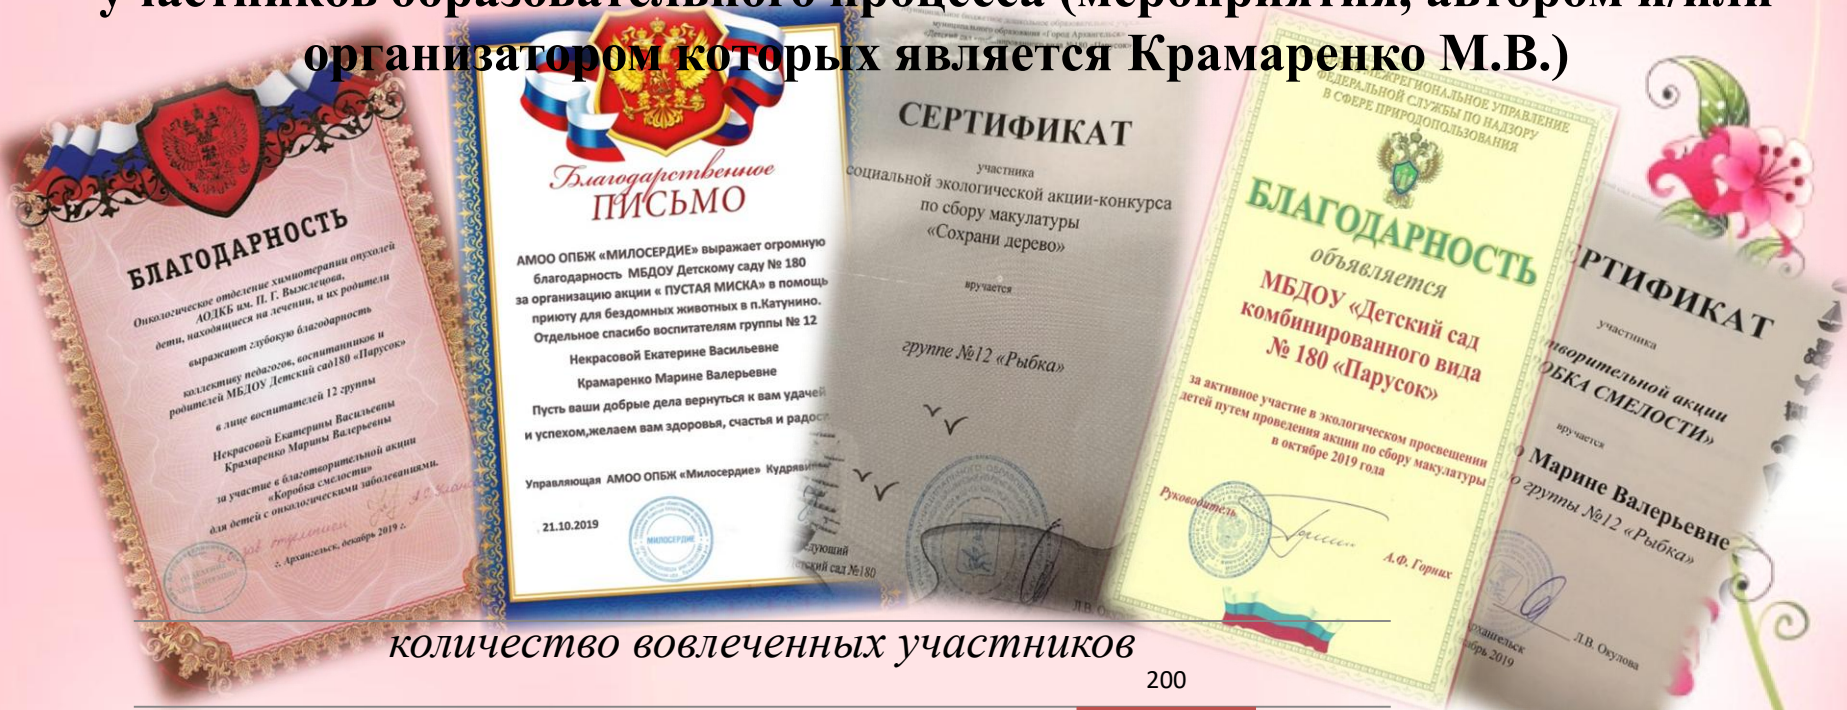 участников образовательного процесса (мероприятия, автором и/или
организатором которых является Крамаренко М.В.)
БЛАГОДАРНОСТЬ
Онкологическое отделение химиотерапии опухолей
АОДКБ им. П. Г. Выжлецова,
дети, находящиеся на лечении, и их родители
выражают глубокую благодарность
коллективу педагогов, воспитанников и
родителей МБДОУ Детский сад180 «Парусок»
в лице воспитателей 12 группы
Некрасовой Екатерины Васильевны
Крамаренко Марины Валерьевны
за участие в благотворительной акции
«Коробка смелости»
для детей с онкологическими заболеваниями.
г. Архангельск, декабрь 2019 г.
Благодарственное
ПИСЬМО
АМОО ОПБЖ «МИЛОСЕРДИЕ» выражает огромную
благодарность МБДОУ Детскому саду № 180
за организацию акции « ПУСТАЯ МИСКА» в помощь
приюту для бездомных животных в п.Катунино.
Отдельное спасибо воспитателям группы № 12
Некрасовой Екатерине Васильевне
Крамаренко Марине Валерьевне
Пусть ваши добрые дела вернуться к вам удачей
и успехом,желаем вам здоровья, счастья и
Управляющая АМОО ОПБЖ «Милосердие»
21.10.2019
МИЛОСЕРДИЕ
СЕРТИФИКАТ
участника
социальной экологической акции-конкурса
по сбору макулатуры
«Сохрани дерево»
вручается
группе №12 «Рыбка»
сад №180
МЕЖРЕГИОНАЛЬНОЕ УПРАВЛЕНИЕ
ФЕДЕРАЛЬНОЙ СЛУЖБЫ ПО НАДЗОРУ
В СФЕРЕ ПРИРОДОПОЛЬЗОВАНИЯ
БЛАГОДАРНОСТЬ
объявляется
МБДОУ «Детский сад
комбинированного вида
№ 180 «Парусок»
за активное участие в экологическом просвещении
детей путем проведения акции по сбору макулатуры
в октябре 2019 года
Руководитель
А.Ф. Горних
РТИФИКАТ
участника
творительной акции
ОБКА СМЕЛОСТИ»
вручается
Марине Валерьевне
группы №12 «Рыбка»
Л.В. Окулова
2019
количество вовлеченных участников
200